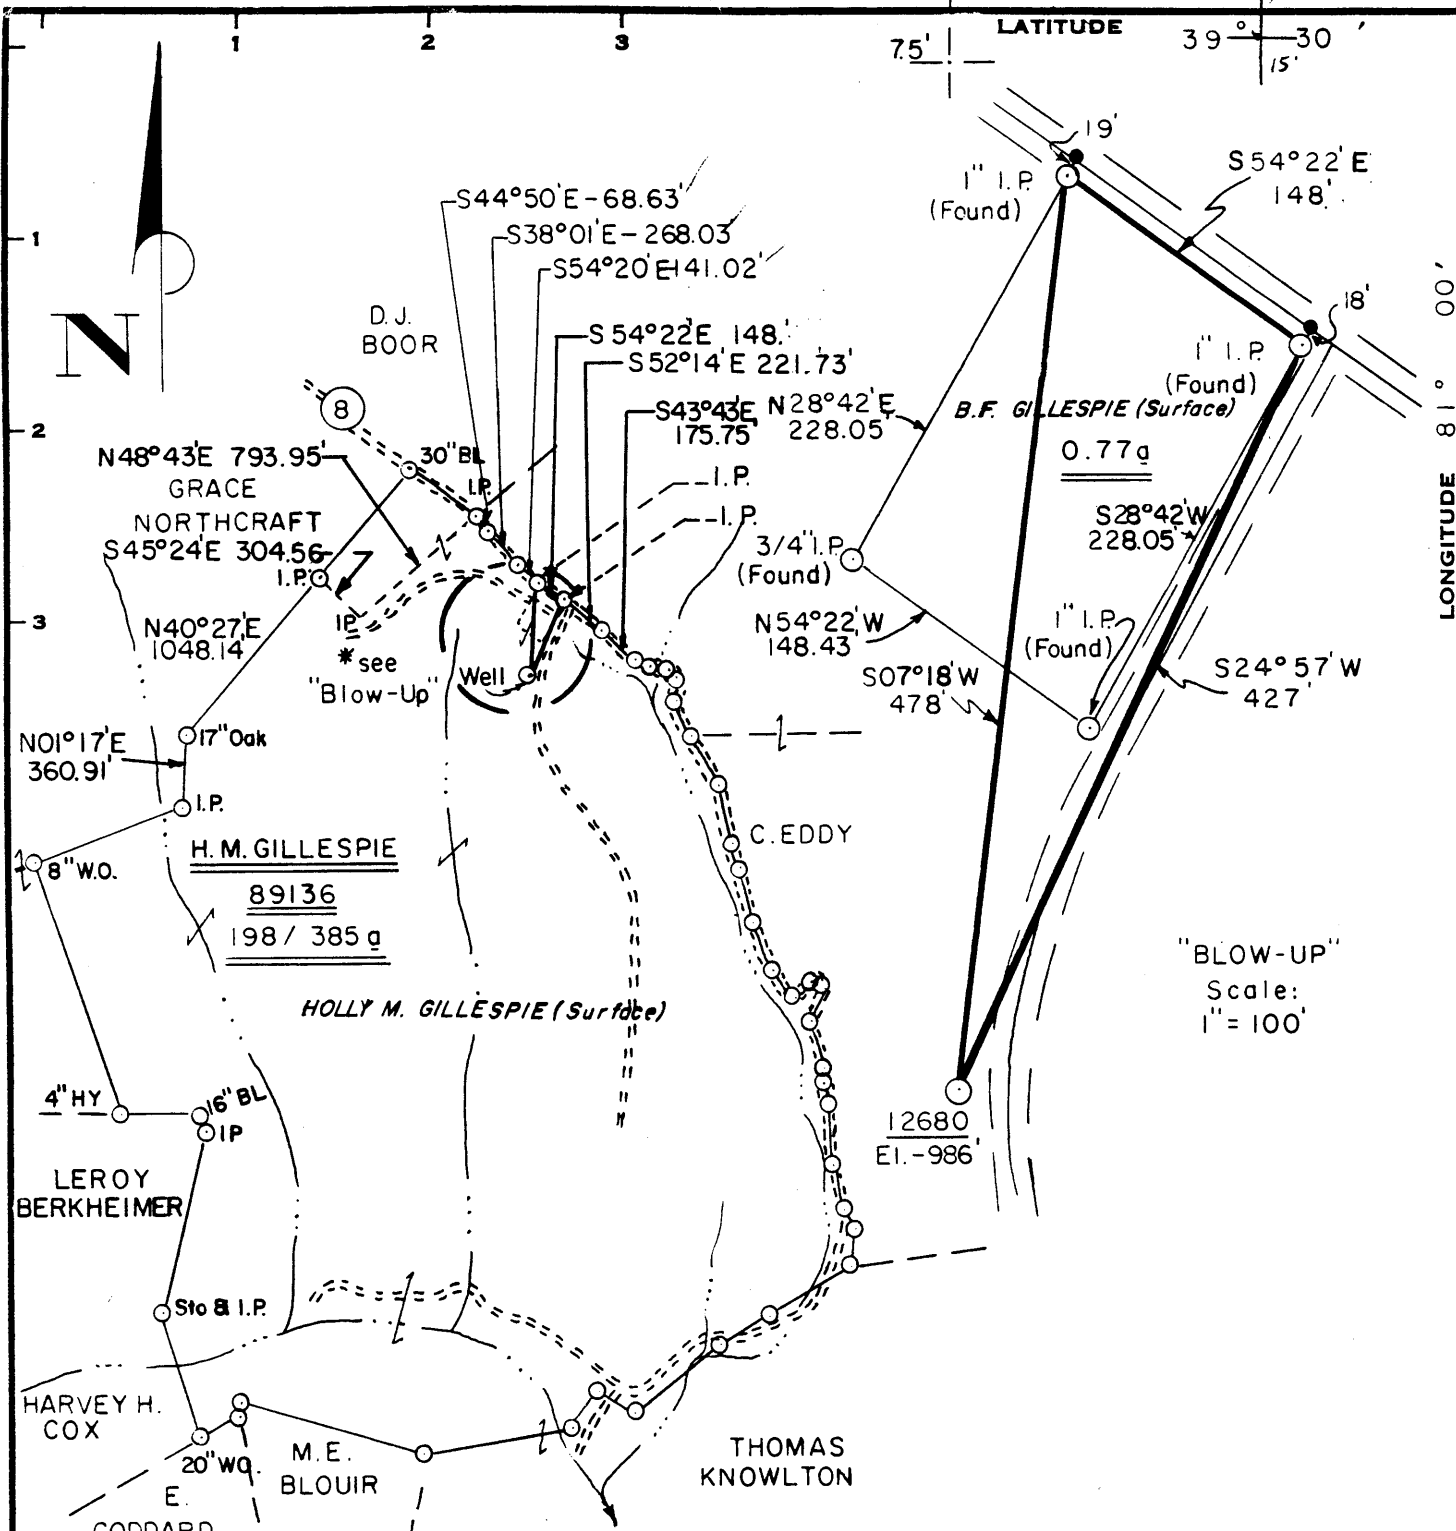 1
2
3
LATITUDE
39° 30'
7.5'
15'
1
2
3
N
LONGITUDE 81° 00'
S44°50'E-68.63'
S38°01'E-268.03'
S54°20'E-141.02'
D.J.
BOOR
S54°22'E 148.'
S52°14'E 221.73'
S43°43'E
175.75'
8
30"BL
I.P.
I.P.
I.P.
N48°43'E 793.95'
GRACE
NORTHCRAFT
S45°24'E 304.56
I.P.
I.P.
N40°27'E
1048.14'
* see
"Blow-Up"
Well
*
17"Oak
N01°17'E
360.91'
I.P.
8"W.O.
H.M. GILLESPIE
89136
198/385a
HOLLY M. GILLESPIE (Surface)
C. EDDY
4"HY
16"BL
IP
LEROY
BERKHEIMER
Sto & I.P.
HARVEY H.
COX
20"WO.
E.
GODDARD
M.E.
BLOUIR
THOMAS
KNOWLTON
19'
1" I.P.
(Found)
S54°22'E
148.'
18'
1" I.P.
(Found)
N28°42'E
228.05'
B.F. GILLESPIE (Surface)
0.77a
S28°42'W
228.05'
3/4"I.P.
(Found)
N54°22'W
148.43'
1" I.P.
(Found)
S07°18'W
478'
S24°57'W
427'
"BLOW-UP"
Scale:
1"=100'
12680
El.-986'